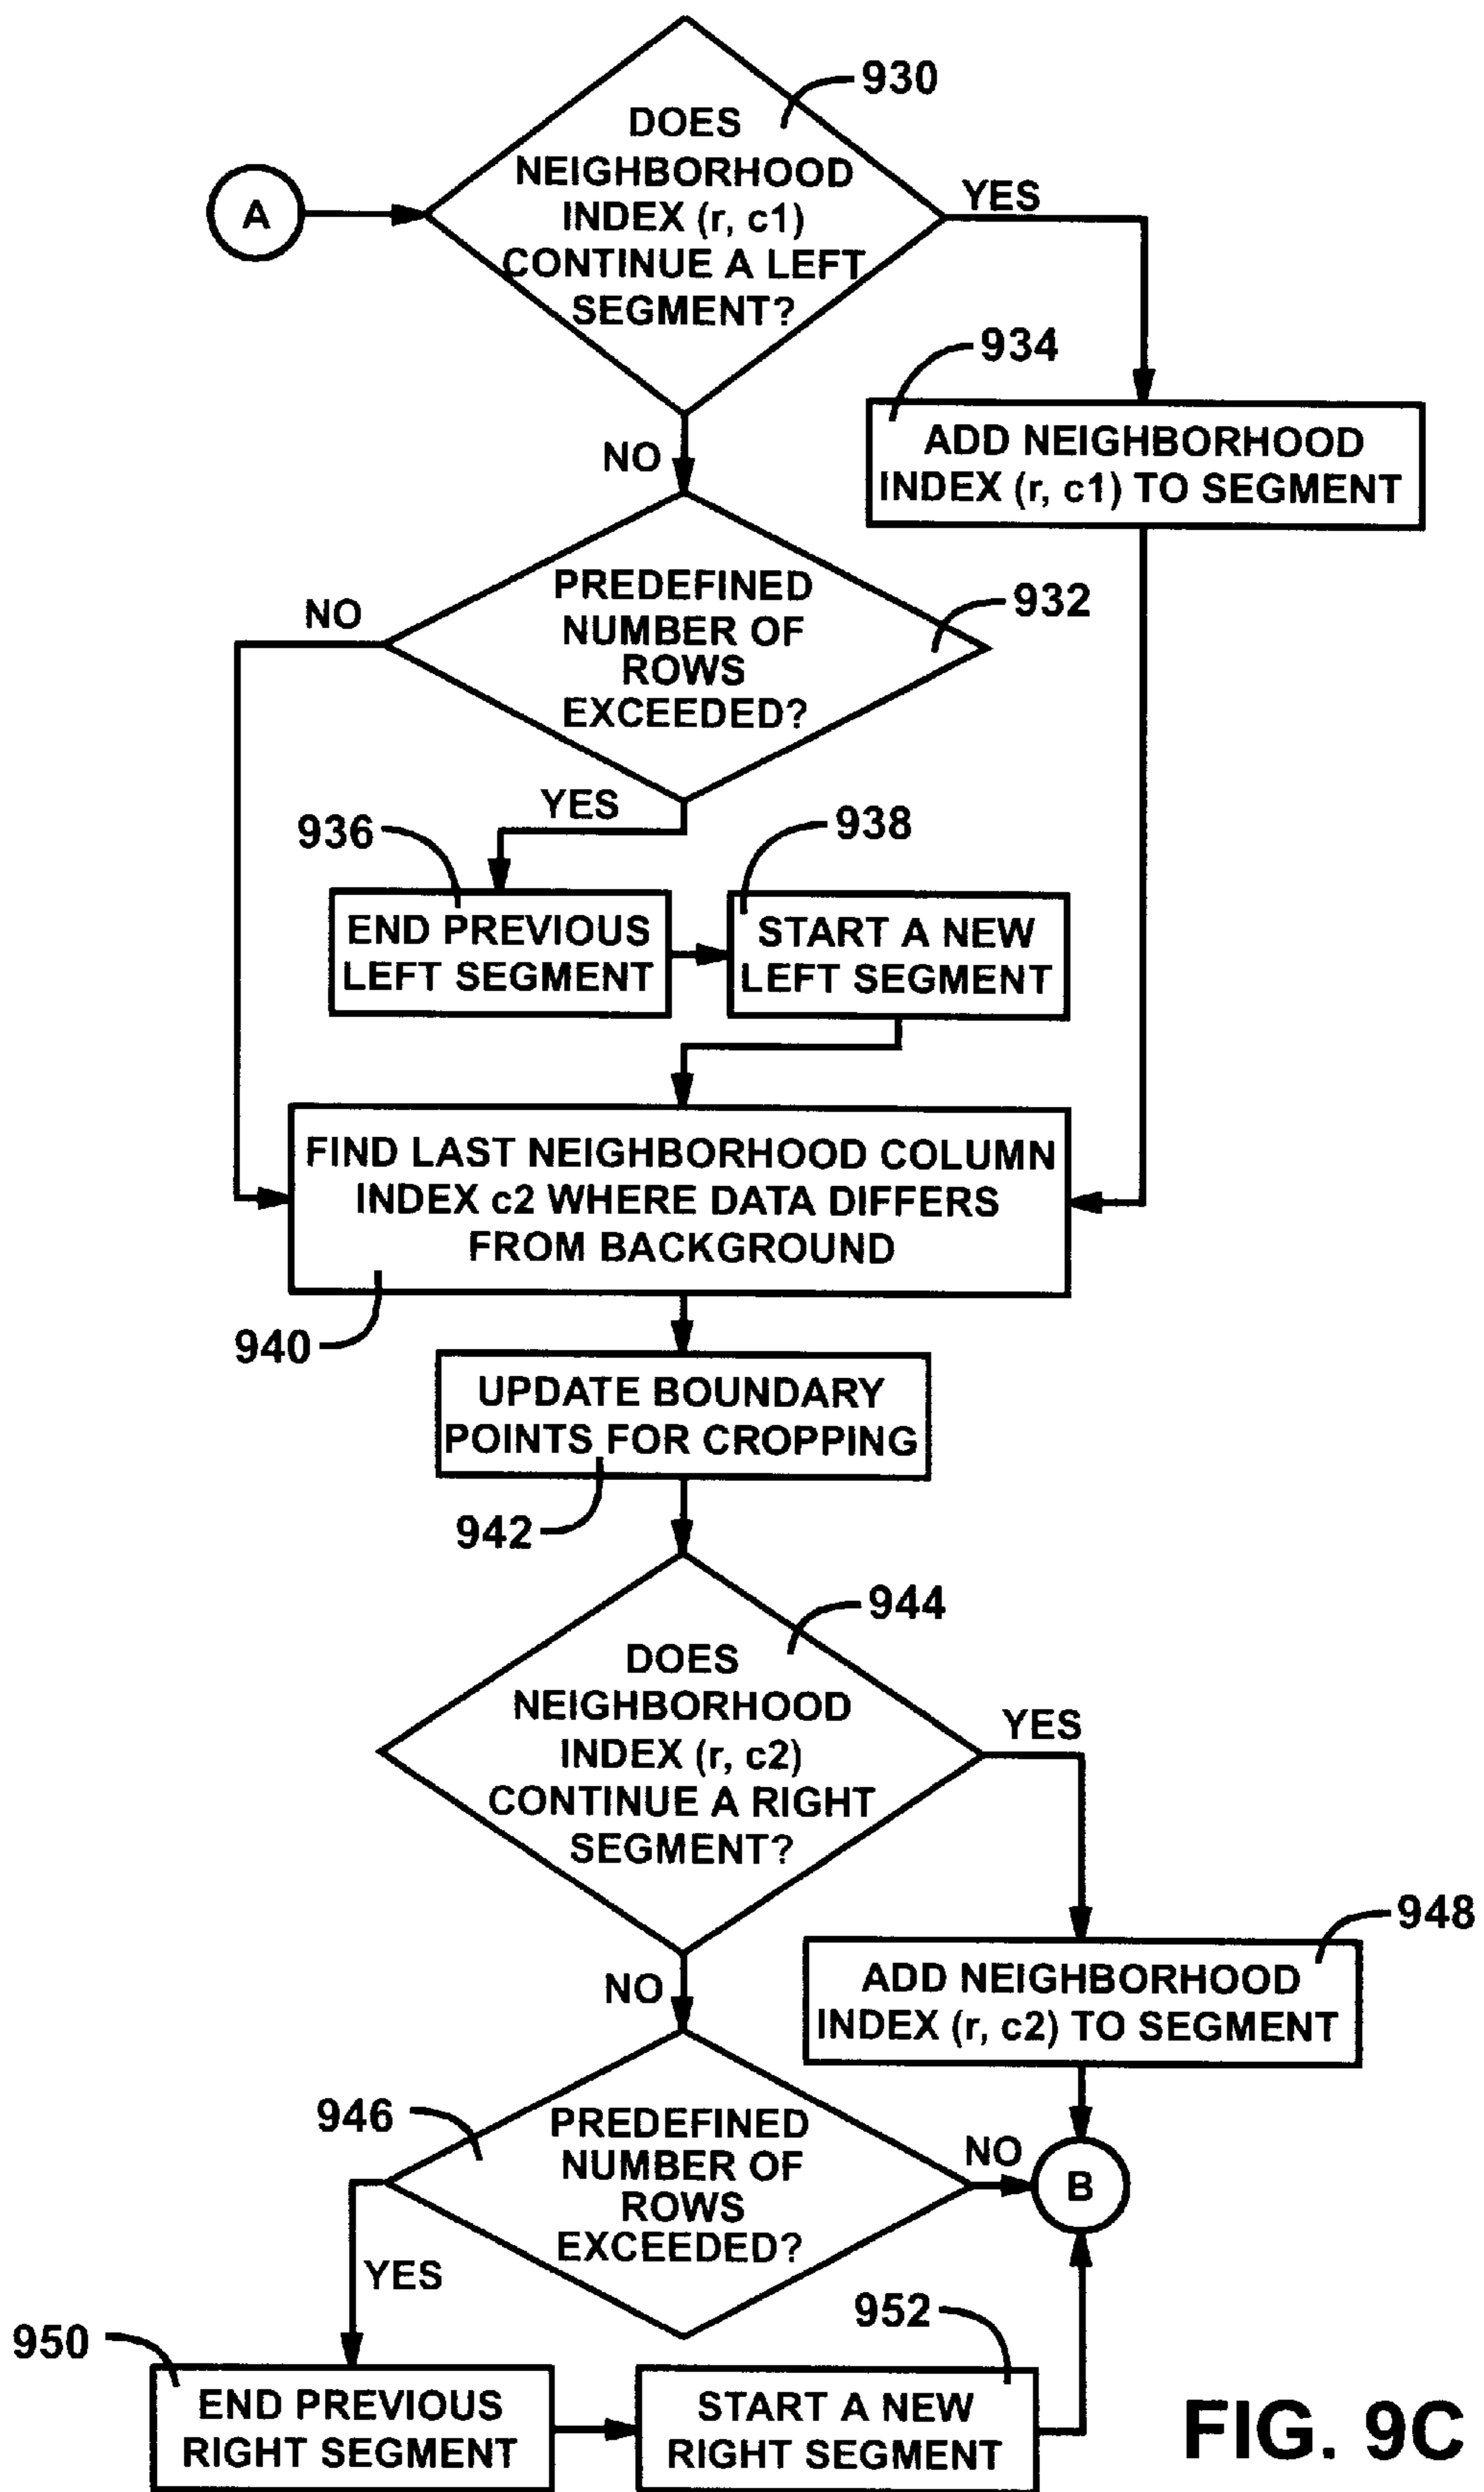 930
DOES
NEIGHBORHOOD
INDEX (r, c1)
CONTINUE A LEFT
SEGMENT?
A
YES
934
ADD NEIGHBORHOOD
INDEX (r, c1) TO SEGMENT
NO
PREDEFINED
NUMBER OF
ROWS
EXCEEDED?
932
NO
YES
936
938
END PREVIOUS
LEFT SEGMENT
START A NEW
LEFT SEGMENT
FIND LAST NEIGHBORHOOD COLUMN
INDEX c2 WHERE DATA DIFFERS
FROM BACKGROUND
940
UPDATE BOUNDARY
POINTS FOR CROPPING
942
944
DOES
NEIGHBORHOOD
INDEX (r, c2)
CONTINUE A RIGHT
SEGMENT?
YES
948
ADD NEIGHBORHOOD
INDEX (r, c2) TO SEGMENT
NO
946
PREDEFINED
NUMBER OF
ROWS
EXCEEDED?
NO
B
YES
950
952
END PREVIOUS
RIGHT SEGMENT
START A NEW
RIGHT SEGMENT
FIG. 9C